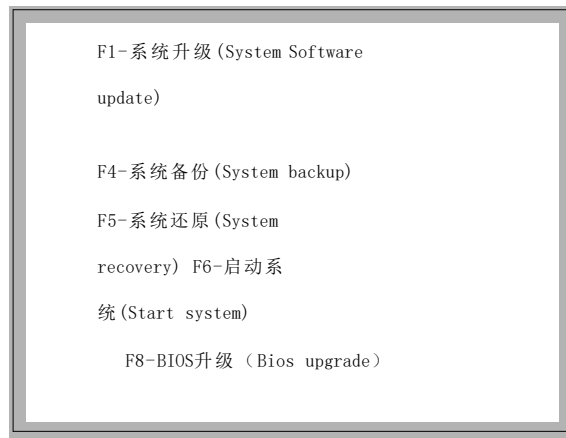 F1-系统升级(System Software
update)
F4-系统备份(System backup)
F5-系统还原(System
recovery) F6-启动系
统(Start system)
F8-BIOS升级（Bios upgrade）